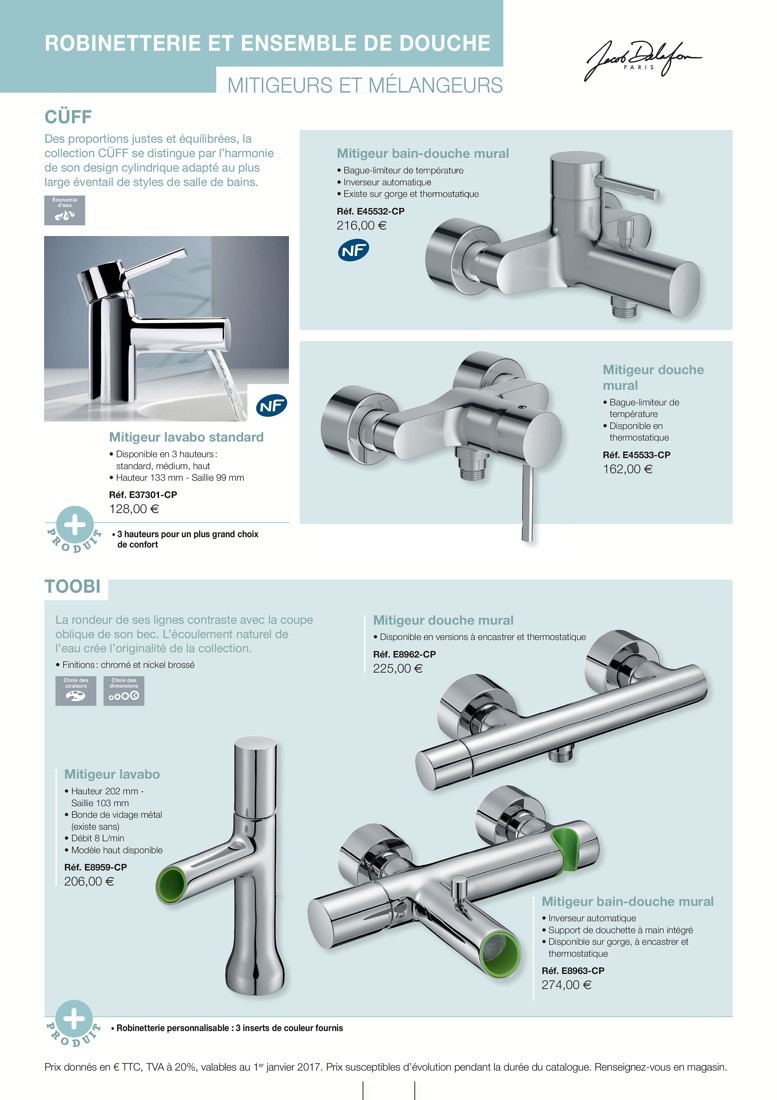 ROBINETTERIE ET ENSEMBLE DE DOUCHE
MITIGEURS ET MÉLANGEURS
Jacob Delafon
PARIS
CÜFF
Des proportions justes et équilibrées, la
collection CÜFF se distingue par l'harmonie
de son design cylindrique adapté au plus
large éventail de styles de salle de bains.
Économie
d'eau
NF
Mitigeur lavabo standard
• Disponible en 3 hauteurs :
standard, médium, haut
• Hauteur 133 mm - Saillie 99 mm
Réf. E37301-CP
128,00 €
+
PRODUIT
• 3 hauteurs pour un plus grand choix
de confort
Mitigeur bain-douche mural
• Bague-limiteur de température
• Inverseur automatique
• Existe sur gorge et thermostatique
Réf. E45532-CP
216,00 €
NF
Mitigeur douche
mural
• Bague-limiteur de
température
• Disponible en
thermostatique
Réf. E45533-CP
162,00 €
TOOBI
La rondeur de ses lignes contraste avec la coupe
oblique de son bec. L'écoulement naturel de
l'eau crée l'originalité de la collection.
• Finitions : chromé et nickel brossé
Choix des
couleurs
Choix des
dimensions
Mitigeur douche mural
• Disponible en versions à encastrer et thermostatique
Réf. E8962-CP
225,00 €
Mitigeur lavabo
• Hauteur 202 mm -
Saillie 103 mm
• Bonde de vidage métal
(existe sans)
• Débit 8 L/min
• Modèle haut disponible
Réf. E8959-CP
206,00 €
Mitigeur bain-douche mural
• Inverseur automatique
• Support de douchette à main intégré
• Disponible sur gorge, à encastrer et
thermostatique
Réf. E8963-CP
274,00 €
+
PRODUIT
• Robinetterie personnalisable : 3 inserts de couleur fournis
Prix donnés en € TTC, TVA à 20%, valables au 1er janvier 2017. Prix susceptibles d'évolution pendant la durée du catalogue. Renseignez-vous en magasin.